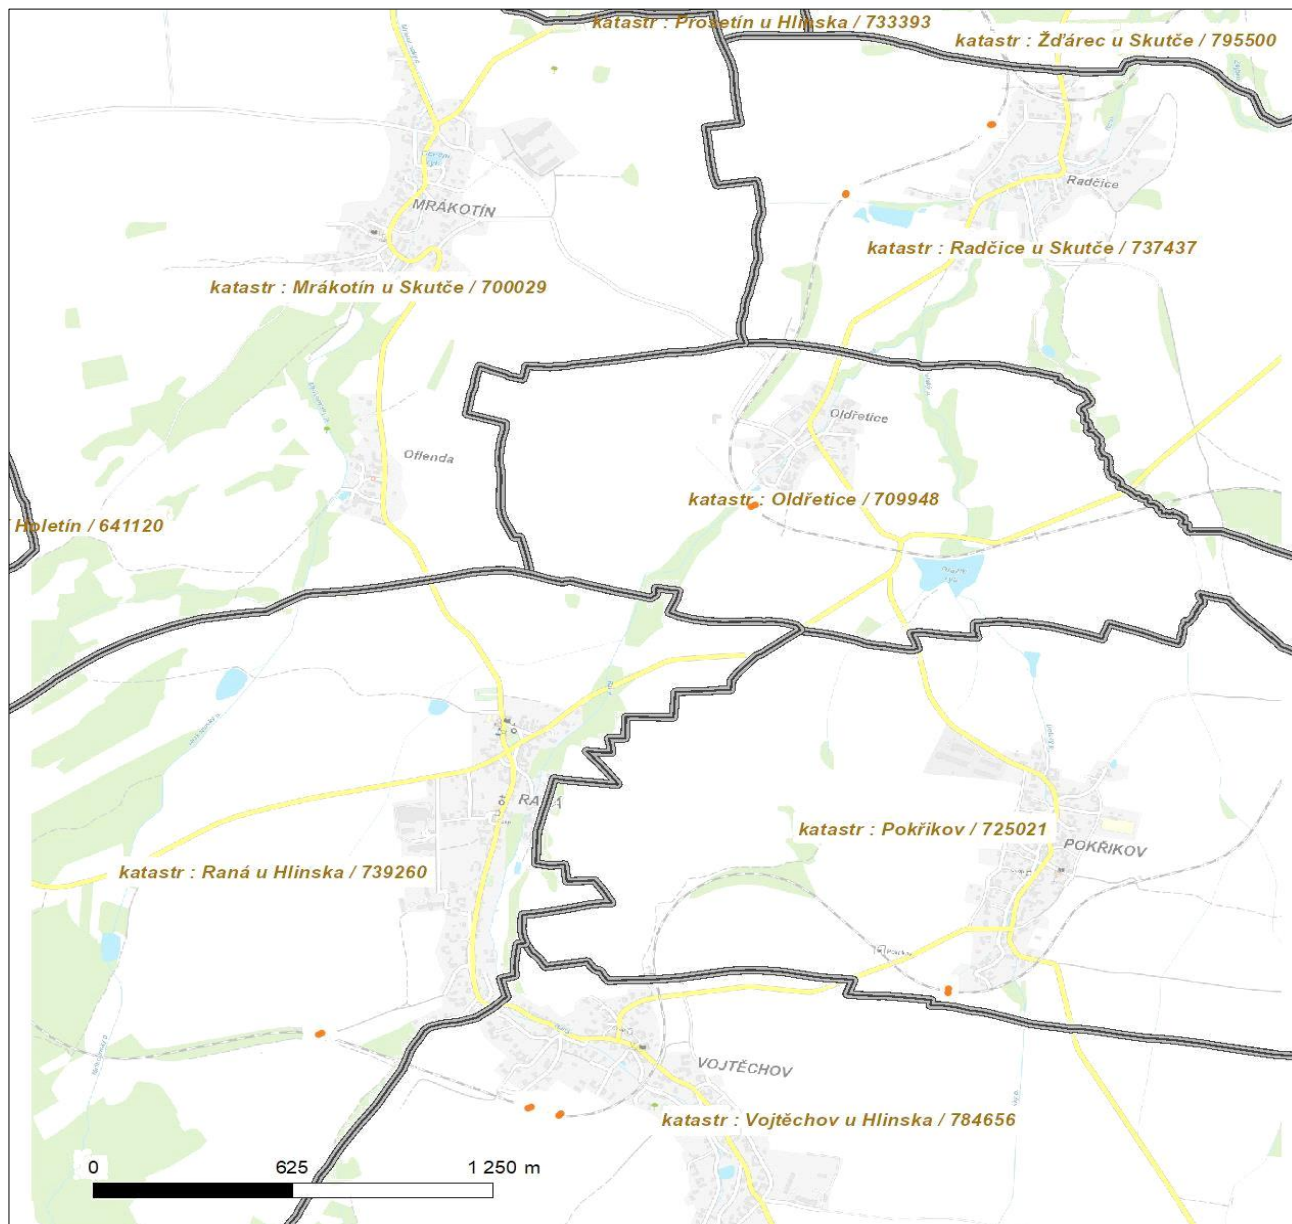 katastr : Prosetín u Hlinska / 733393
katastr : Žďárec u Skutče / 795500
Radčice
MRÁKOTÍN
katastr : Radčice u Skutče / 737437
katastr : Mrákotín u Skutče / 700029
Oldřetice
Offenda
katastr : Oldřetice / 709948
Holetín / 641120
RANÁ
katastr : Pokřikov / 725021
POKŘIKOV
katastr : Raná u Hlinska / 739260
VOJTĚCHOV
katastr : Vojtěchov u Hlinska / 784656
0 625 1 250 m